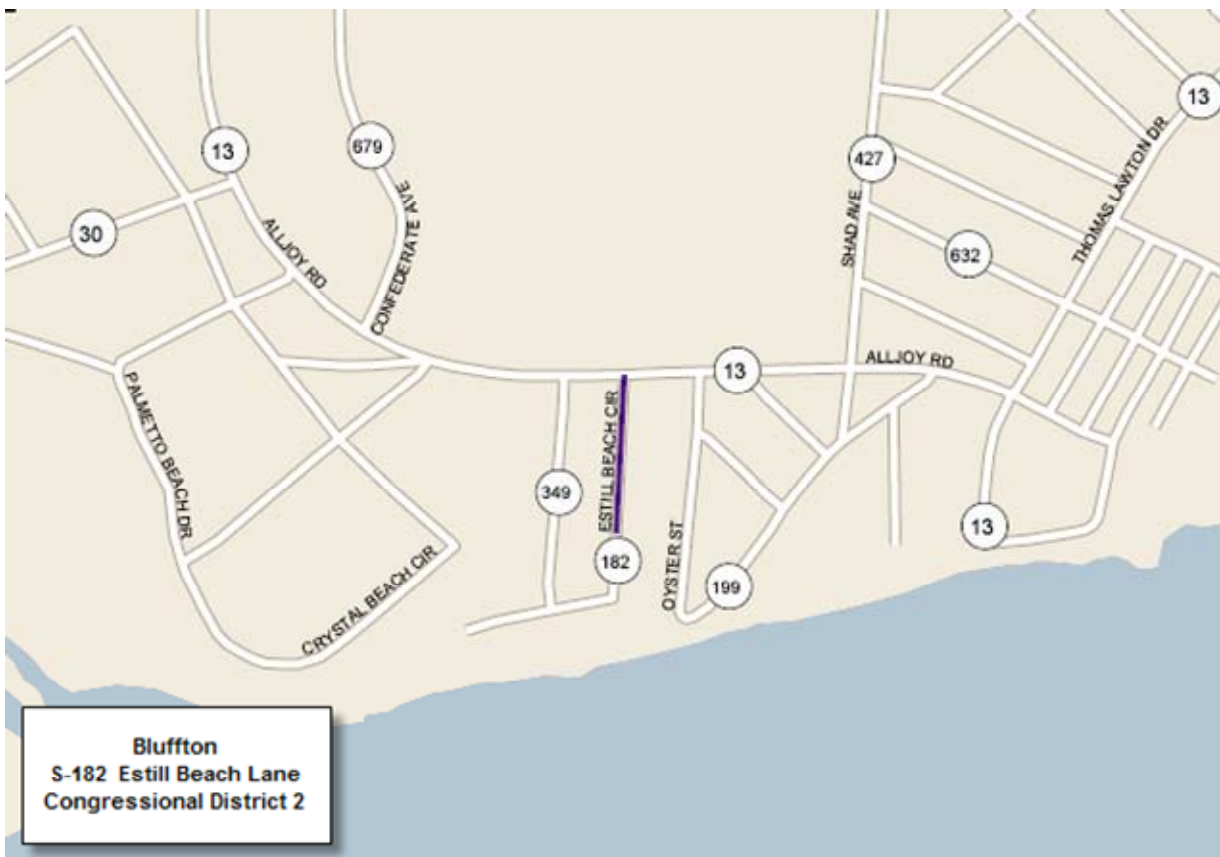 13
679
427
13
30
632
ALLJOY RD
CONFEDERATE AVE
SHAD AVE
THOMAS LAWTON DR
ALLJOY RD
13
PALMETTO BEACH DR
349
ESTILL BEACH CIR
182
OYSTER ST
199
13
CRYSTAL BEACH CIR
Bluffton
S-182 Estill Beach Lane
Congressional District 2